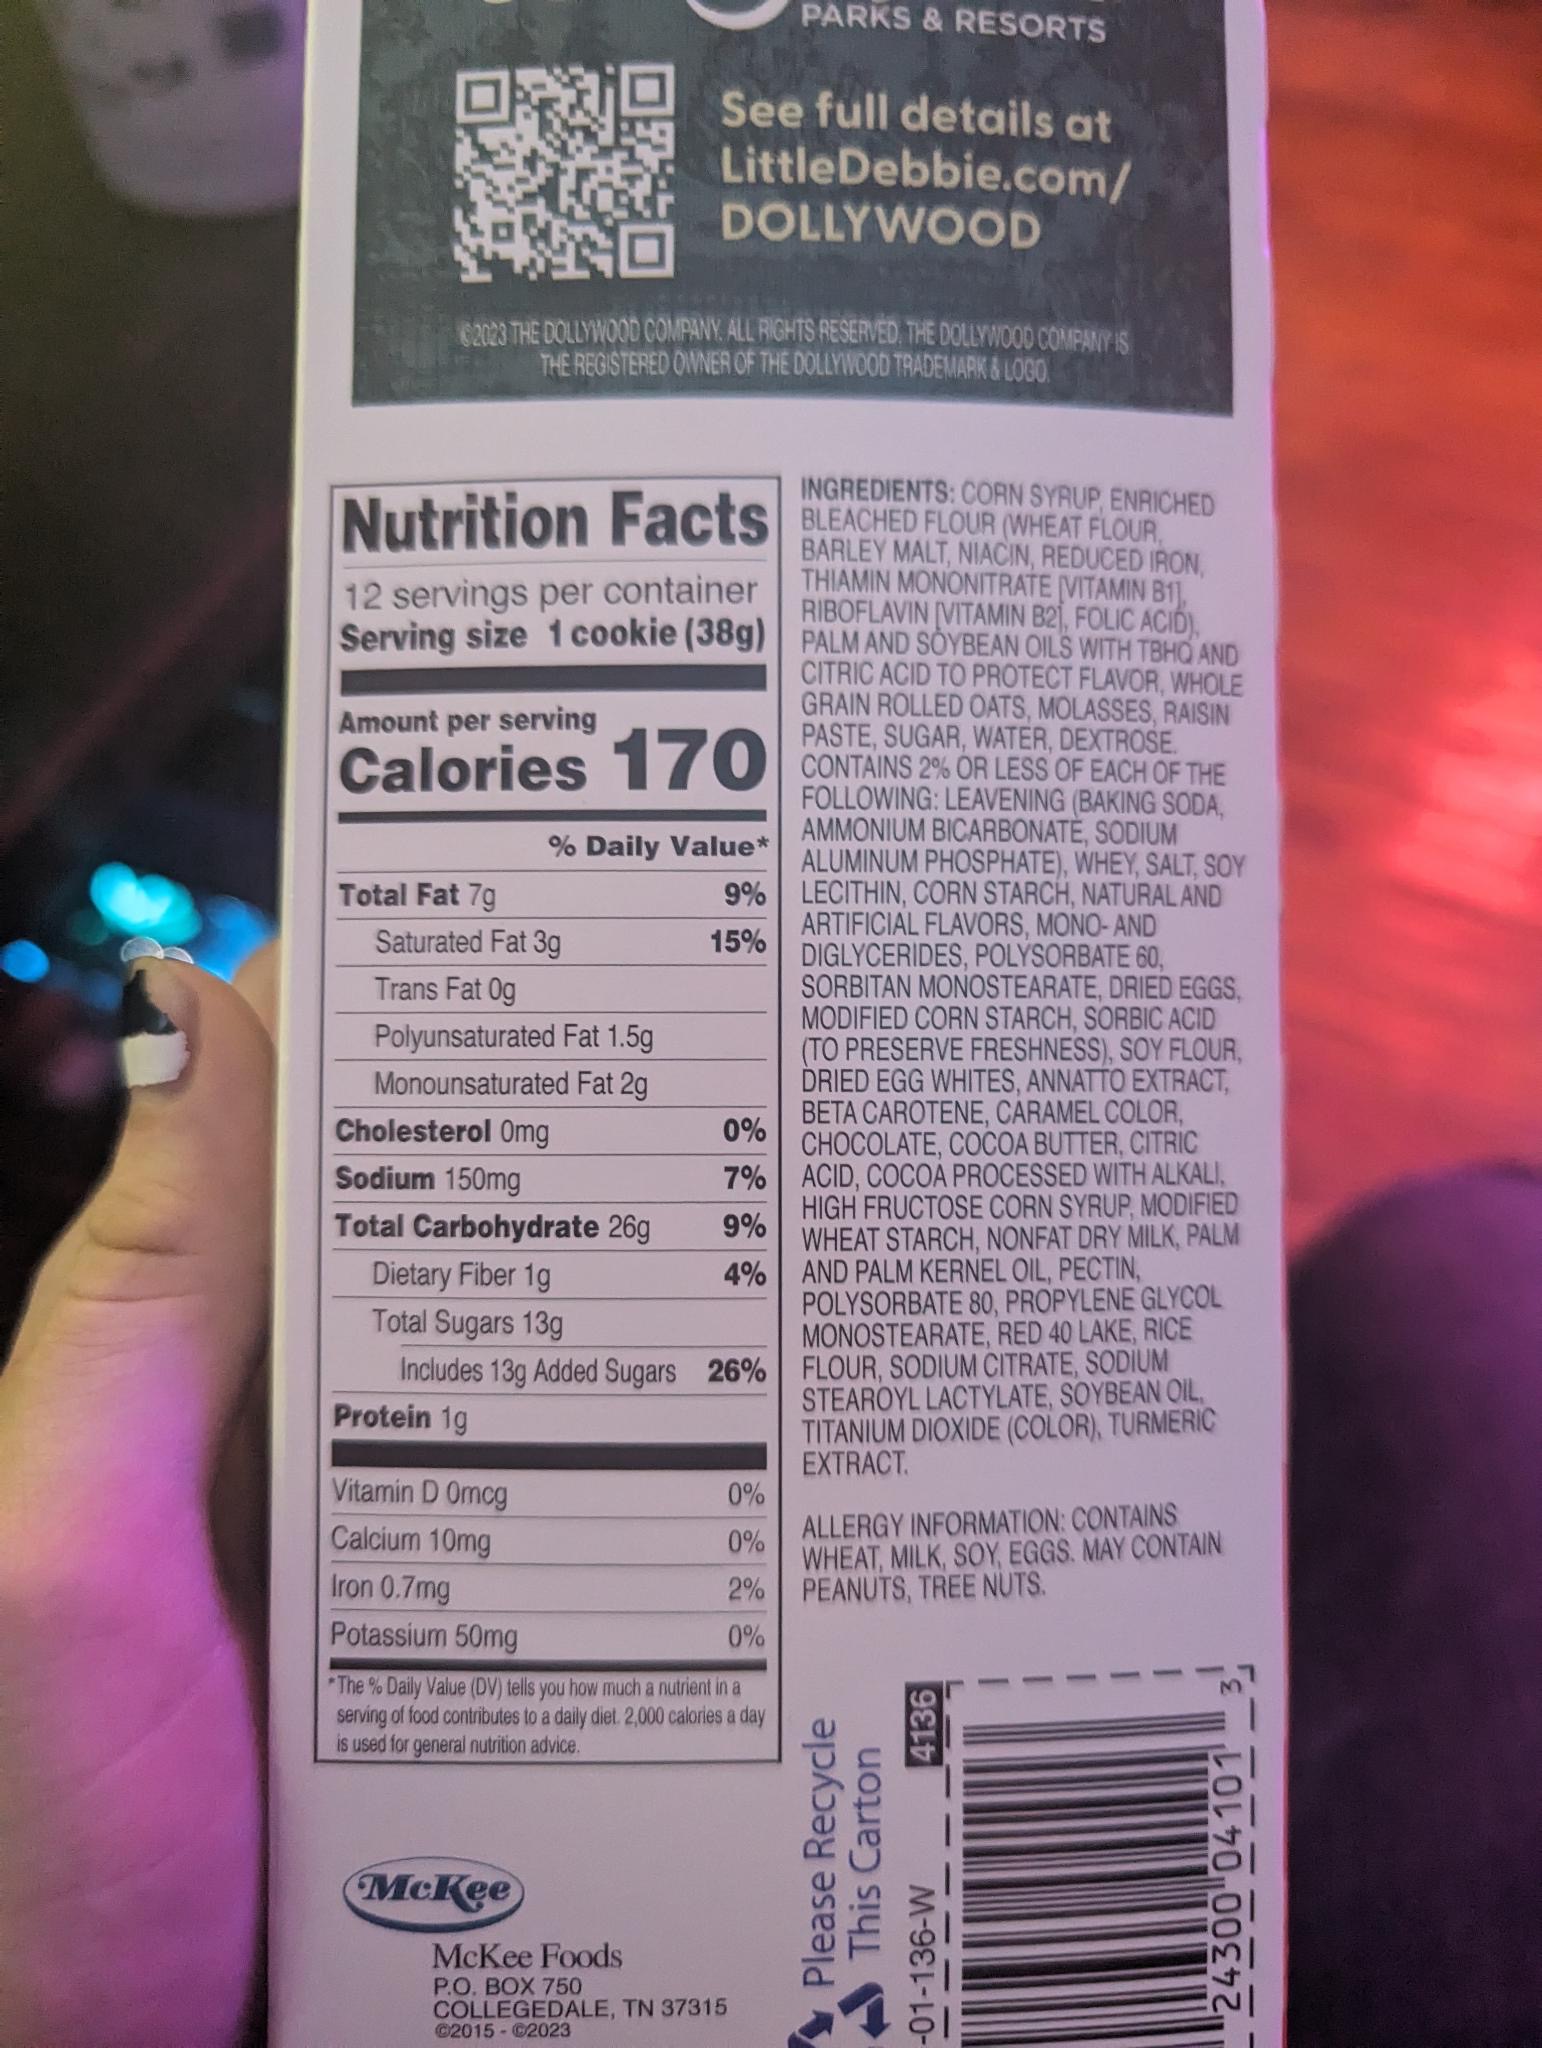 PARKS & RESORTS
See full details at
LittleDebbie.com/
DOLLYWOOD
©2023 THE DOLLYWOOD COMPANY. ALL RIGHTS RESERVED. THE DOLLYWOOD COMPANY IS
THE REGISTERED OWNER OF THE DOLLYWOOD TRADEMARK & LOGO.
Nutrition Facts
12 servings per container
Serving size 1 cookie (38g)
Amount per serving
Calories 170
% Daily Value*
Total Fat 7g 9%
Saturated Fat 3g 15%
Trans Fat 0g
Polyunsaturated Fat 1.5g
Monounsaturated Fat 2g
Cholesterol 0mg 0%
Sodium 150mg 7%
Total Carbohydrate 26g 9%
Dietary Fiber 1g 4%
Total Sugars 13g
Includes 13g Added Sugars 26%
Protein 1g
Vitamin D 0mcg 0%
Calcium 10mg 0%
Iron 0.7mg 2%
Potassium 50mg 0%
*The % Daily Value (DV) tells you how much a nutrient in a
serving of food contributes to a daily diet. 2,000 calories a day
is used for general nutrition advice.
INGREDIENTS: CORN SYRUP, ENRICHED
BLEACHED FLOUR (WHEAT FLOUR,
BARLEY MALT, NIACIN, REDUCED IRON,
THIAMIN MONONITRATE [VITAMIN B1],
RIBOFLAVIN [VITAMIN B2], FOLIC ACID),
PALM AND SOYBEAN OILS WITH TBHQ AND
CITRIC ACID TO PROTECT FLAVOR, WHOLE
GRAIN ROLLED OATS, MOLASSES, RAISIN
PASTE, SUGAR, WATER, DEXTROSE.
CONTAINS 2% OR LESS OF EACH OF THE
FOLLOWING: LEAVENING (BAKING SODA,
AMMONIUM BICARBONATE, SODIUM
ALUMINUM PHOSPHATE), WHEY, SALT, SOY
LECITHIN, CORN STARCH, NATURAL AND
ARTIFICIAL FLAVORS, MONO- AND
DIGLYCERIDES, POLYSORBATE 60,
SORBITAN MONOSTEARATE, DRIED EGGS,
MODIFIED CORN STARCH, SORBIC ACID
(TO PRESERVE FRESHNESS), SOY FLOUR,
DRIED EGG WHITES, ANNATTO EXTRACT,
BETA CAROTENE, CARAMEL COLOR,
CHOCOLATE, COCOA BUTTER, CITRIC
ACID, COCOA PROCESSED WITH ALKALI,
HIGH FRUCTOSE CORN SYRUP, MODIFIED
WHEAT STARCH, NONFAT DRY MILK, PALM
AND PALM KERNEL OIL, PECTIN,
POLYSORBATE 80, PROPYLENE GLYCOL
MONOSTEARATE, RED 40 LAKE, RICE
FLOUR, SODIUM CITRATE, SODIUM
STEAROYL LACTYLATE, SOYBEAN OIL,
TITANIUM DIOXIDE (COLOR), TURMERIC
EXTRACT.
ALLERGY INFORMATION: CONTAINS
WHEAT, MILK, SOY, EGGS. MAY CONTAIN
PEANUTS, TREE NUTS.
McKee
McKee Foods
P.O. BOX 750
COLLEGEDALE, TN 37315
©2015 - ©2023
Please Recycle
This Carton
-01-136-W 4136
24300 04101 3